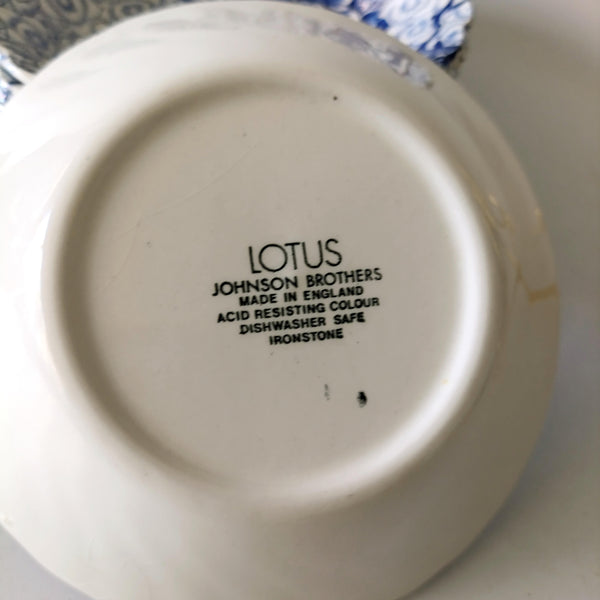 LOTUS
JOHNSON BROTHERS
MADE IN ENGLAND
ACID RESISTING COLOUR
DISHWASHER SAFE
IRONSTONE